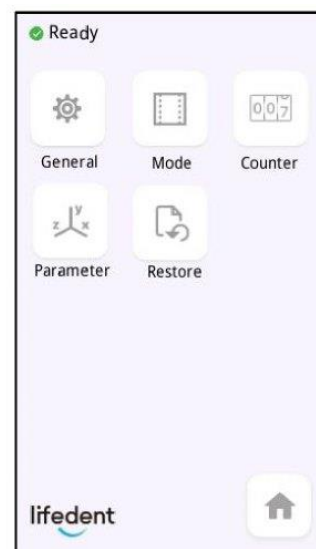 Ready
007
General Mode Counter
z y x
Parameter Restore
lifedent